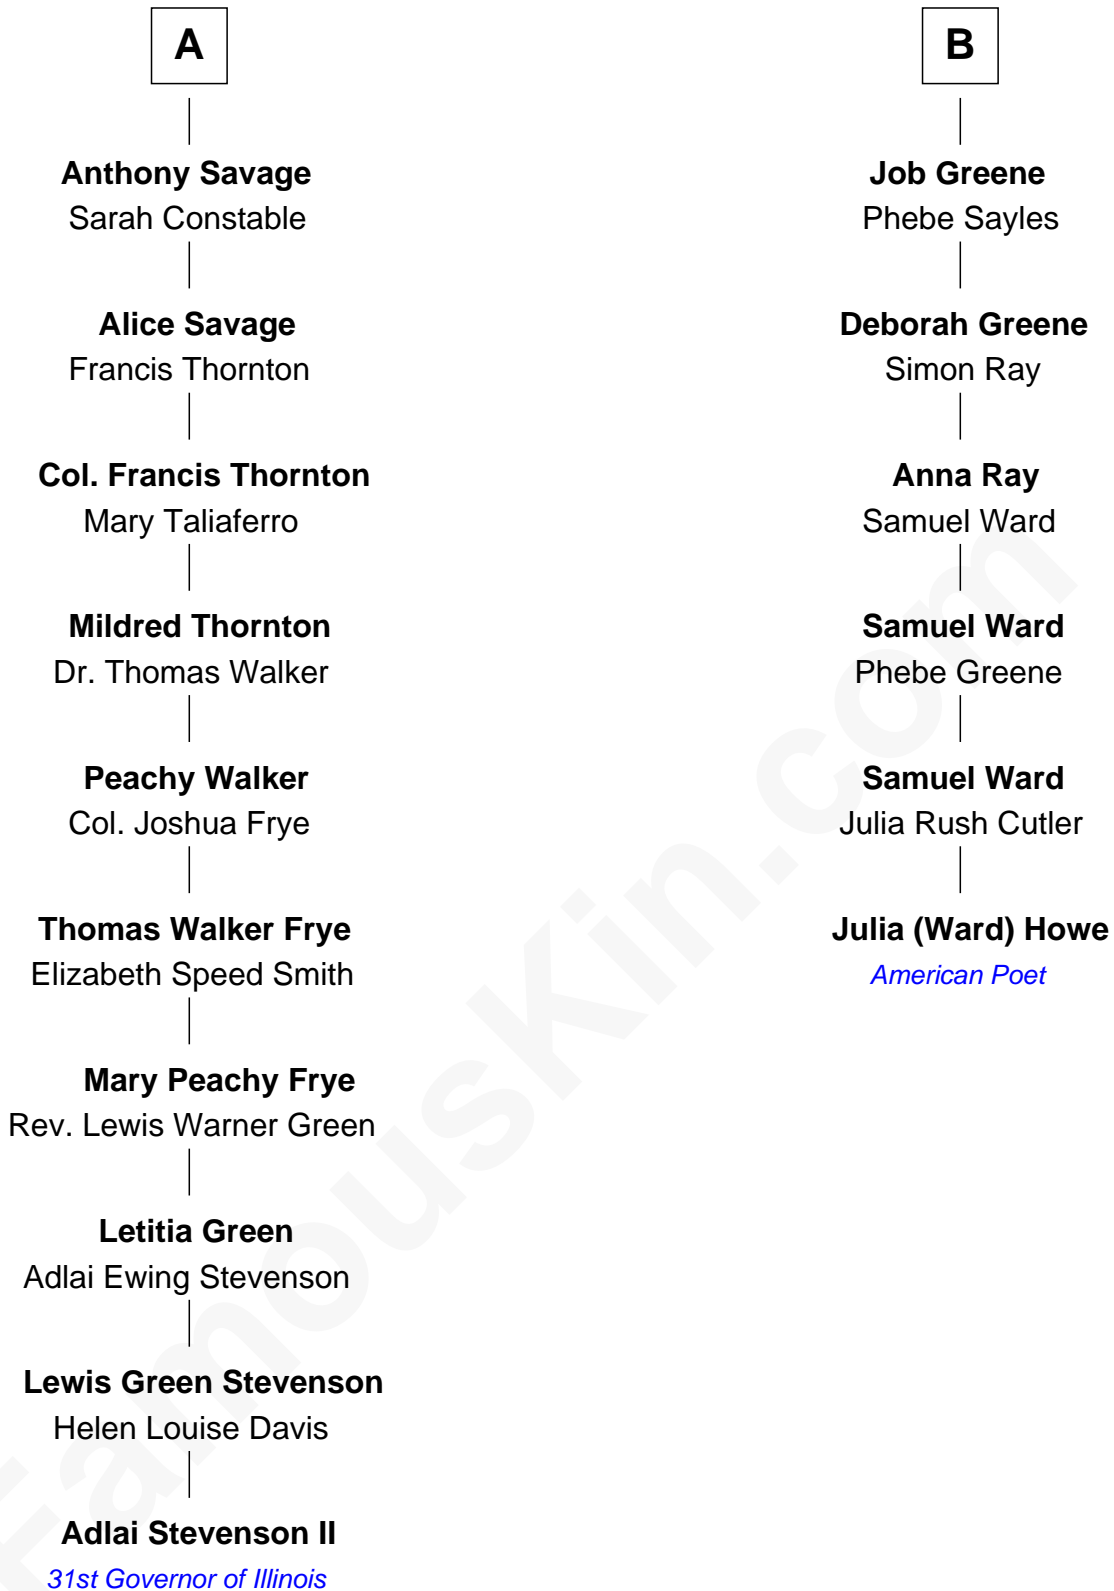 A
Anthony Savage
Sarah Constable
Alice Savage
Francis Thornton
Col. Francis Thornton
Mary Taliaferro
Mildred Thornton
Dr. Thomas Walker
Peachy Walker
Col. Joshua Frye
Thomas Walker Frye
Elizabeth Speed Smith
Mary Peachy Frye
Rev. Lewis Warner Green
Letitia Green
Adlai Ewing Stevenson
Lewis Green Stevenson
Helen Louise Davis
Adlai Stevenson II
31st Governor of Illinois
B
Job Greene
Phebe Sayles
Deborah Greene
Simon Ray
Anna Ray
Samuel Ward
Samuel Ward
Phebe Greene
Samuel Ward
Julia Rush Cutler
Julia (Ward) Howe
American Poet
FamousKin.com